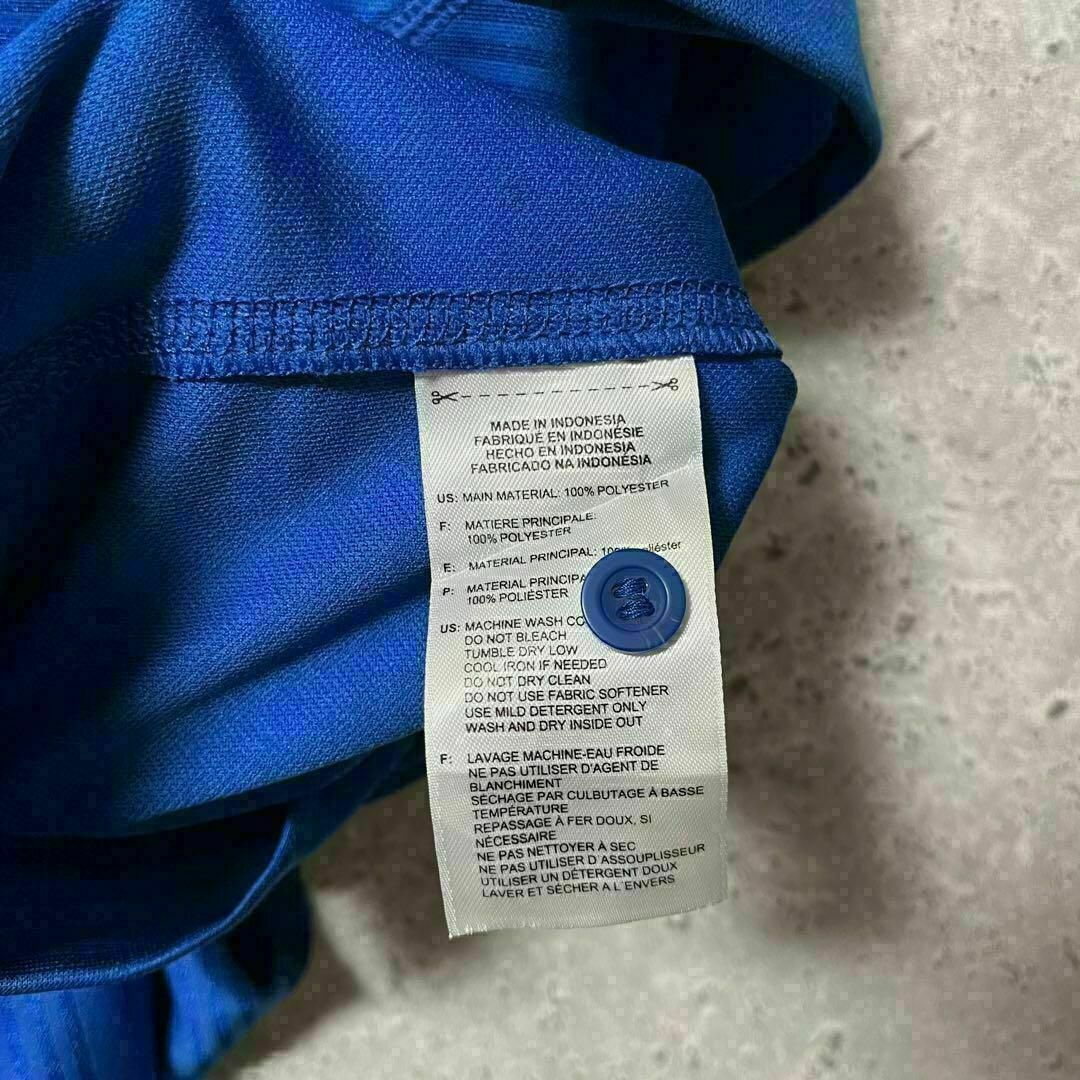 MADE IN INDONESIA
FABRIQUÉ EN INDONÉSIE
HECHO EN INDONESIA
FABRICADO NA INDONÉSIA
US: MAIN MATERIAL: 100% POLYESTER
F: MATIERE PRINCIPALE:
100% POLYESTER
E: MATERIAL PRINCIPAL:
P: MATERIAL
100% POLIÉSTER
US: MACHINE WASH
DO NOT BLEACH
TUMBLE DRY LOW
COOL IRON IF NEEDED
DO NOT DRY CLEAN
DO NOT USE FABRIC SOFTENER
USE MILD DETERGENT ONLY
WASH AND DRY INSIDE OUT
F: LAVAGE MACHINE-EAU FROIDE
NE PAS UTILISER D'AGENT DE
BLANCHIMENT
SÉCHAGE PAR CULBUTAGE À BASSE
TEMPÉRATURE
REPASSAGE À FER DOUX, SI
NÉCESSAIRE
NE PAS NETTOYER À SEC
NE PAS UTILISER D'ASSOUPLISSEUR
UTILISER UN DÉTERGENT DOUX
LAVER ET SÉCHER À L'ENVERS